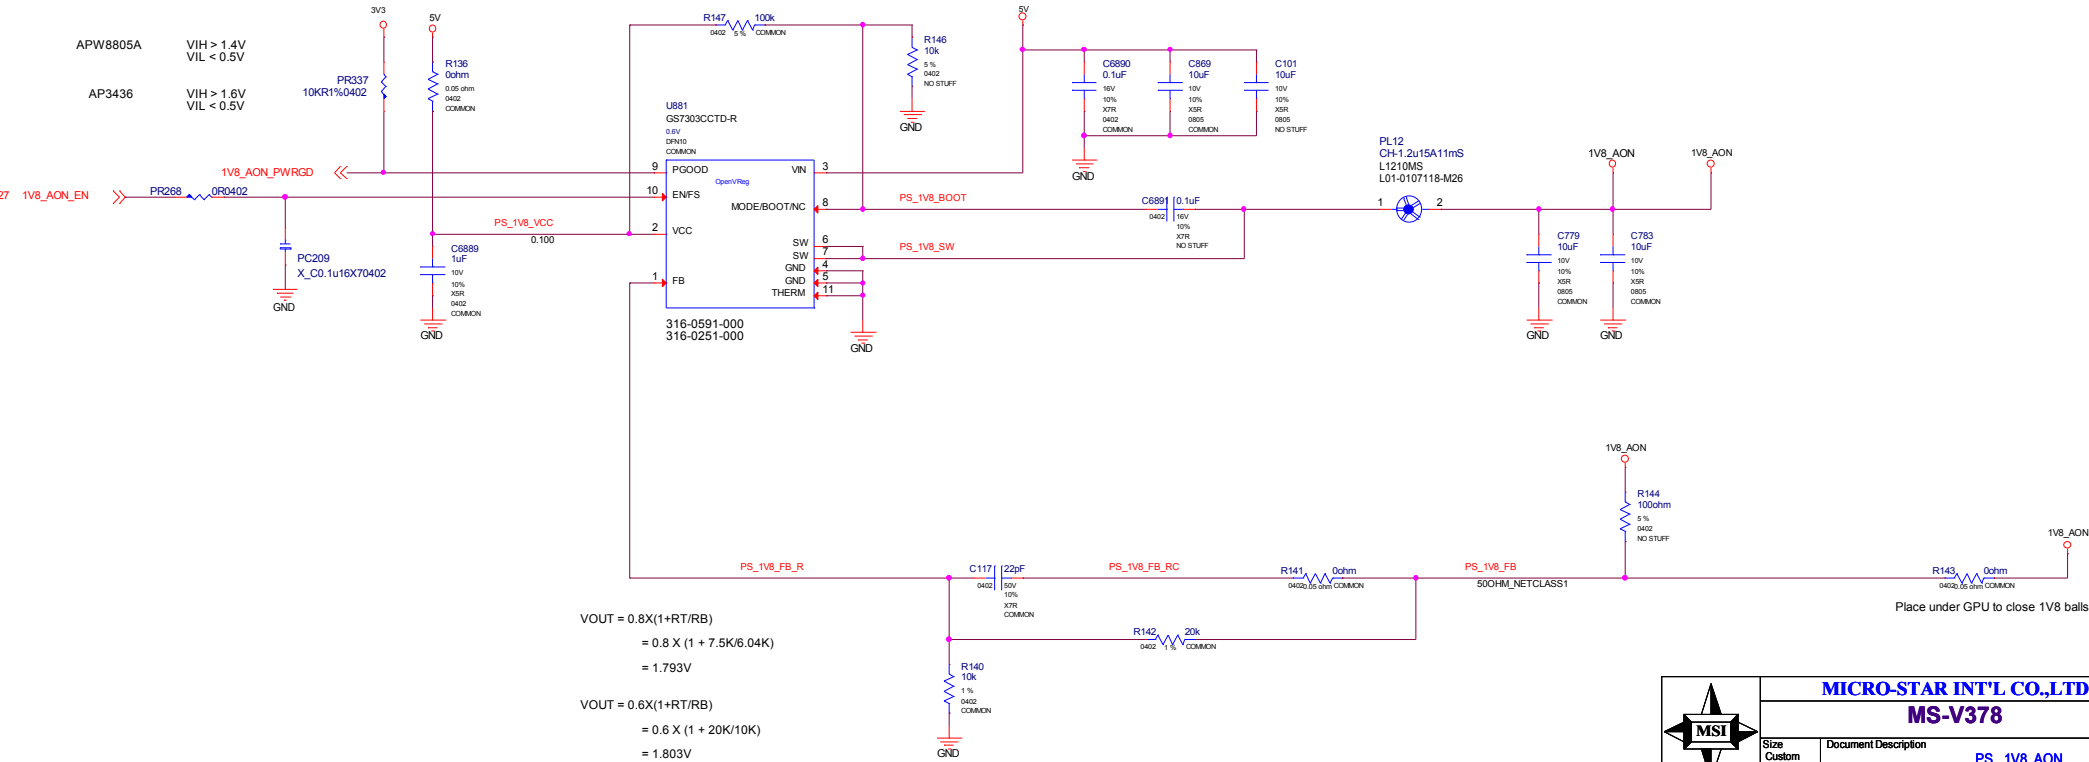 APW8805A VIH > 1.4V
VIL < 0.5V
AP3436 VIH > 1.6V
VIL < 0.5V
3V3
PR337
10KR1%0402
5V
R136
0ohm
0.05 ohm
0402
COMMON
1V8_AON_PWRGD
27 1V8_AON_EN
PR268 0R0402
PC209
X_C0.1u16X70402
GND
PS_1V8_VCC
0.100
C6889
1uF
10V
10%
X5R
0402
COMMON
GND
R147 100k
0402 5 % COMMON
R146
10k
5 %
0402
NO STUFF
GND
U881
GS7303CCTD-R
0.6V
DFN10
COMMON
OpenVReg
9 PGOOD
10 EN/FS
2 VCC
1 FB
VIN 3
MODE/BOOT/NC 8
SW 6
SW 7
GND 4
GND 5
THERM 11
316-0591-000
316-0251-000
GND
5V
C6890
0.1uF
16V
10%
X7R
0402
COMMON
C869
10uF
10V
10%
X5R
0805
COMMON
C101
10uF
10V
10%
X5R
0805
NO STUFF
GND
PS_1V8_BOOT
PS_1V8_SW
C6891 0.1uF
0402 16V
10%
X7R
NO STUFF
PL12
CH-1.2u15A11mS
L1210MS
L01-0107118-M26
1 2
1V8_AON
1V8_AON
C779
10uF
10V
10%
X5R
0805
COMMON
GND
C783
10uF
10V
10%
X5R
0805
COMMON
GND
1V8_AON
R144
100ohm
5 %
0402
NO STUFF
1V8_AON
PS_1V8_FB_R
C117 22pF
0402 50V
10%
X7R
COMMON
PS_1V8_FB_RC
R141 0ohm
0402 0.05 ohm COMMON
PS_1V8_FB
50OHM_NETCLASS1
R143 0ohm
0402 0.05 ohm COMMON
Place under GPU to close 1V8 balls
R142 20k
0402 1 % COMMON
R140
10k
1 %
0402
COMMON
GND
VOUT = 0.8X(1+RT/RB)
= 0.8 X (1 + 7.5K/6.04K)
= 1.793V
VOUT = 0.6X(1+RT/RB)
= 0.6 X (1 + 20K/10K)
= 1.803V
MSI
MICRO-STAR INT'L CO.,LTD
MS-V378
Size
Custom
Document Description
PS_1V8_AON